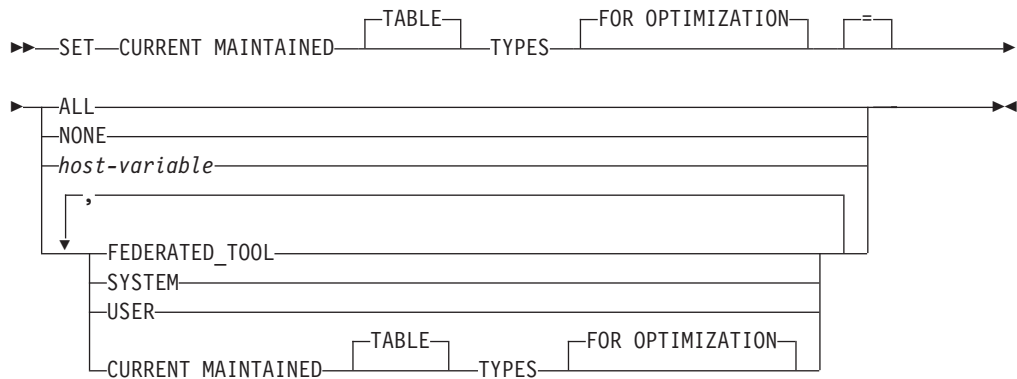 TABLE FOR OPTIMIZATION =
SET CURRENT MAINTAINED TYPES
ALL
NONE
host-variable
,
FEDERATED_TOOL
SYSTEM
USER
TABLE FOR OPTIMIZATION
CURRENT MAINTAINED TYPES